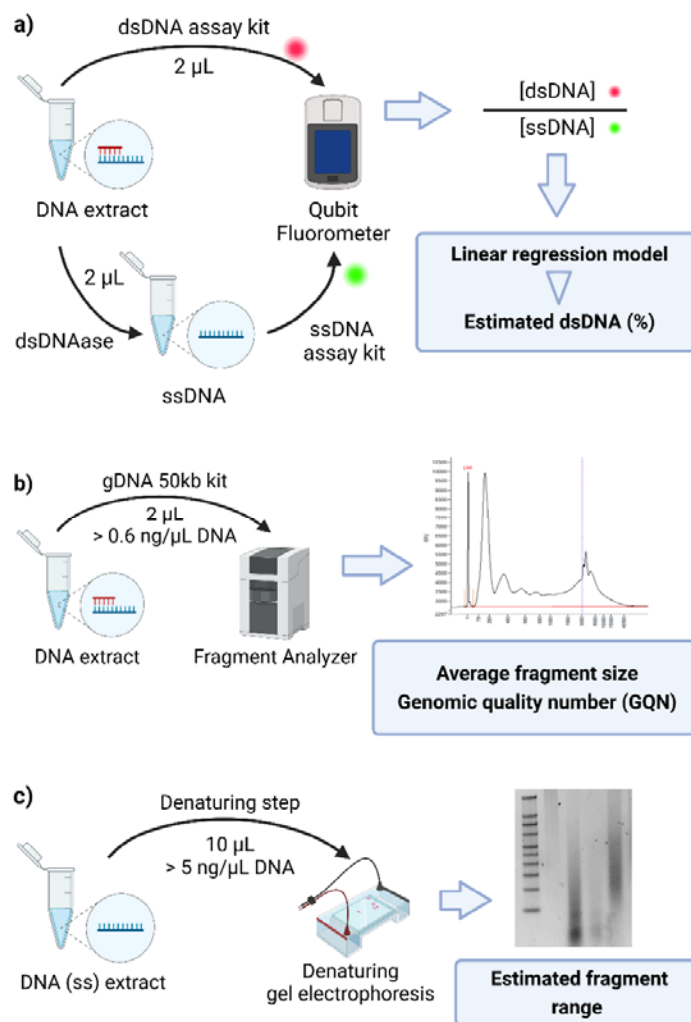 a)
dsDNA assay kit
2 µL
DNA extract
Qubit
Fluorometer
[dsDNA]
[ssDNA]
2 µL
dsDNAase
ssDNA
ssDNA
assay kit
Linear regression model
Estimated dsDNA (%)
b)
gDNA 50kb kit
2 µL
> 0.6 ng/µL DNA
DNA extract
Fragment Analyzer
Average fragment size
Genomic quality number (GQN)
c)
Denaturing step
10 µL
> 5 ng/µL DNA
DNA (ss) extract
Denaturing
gel electrophoresis
Estimated fragment
range